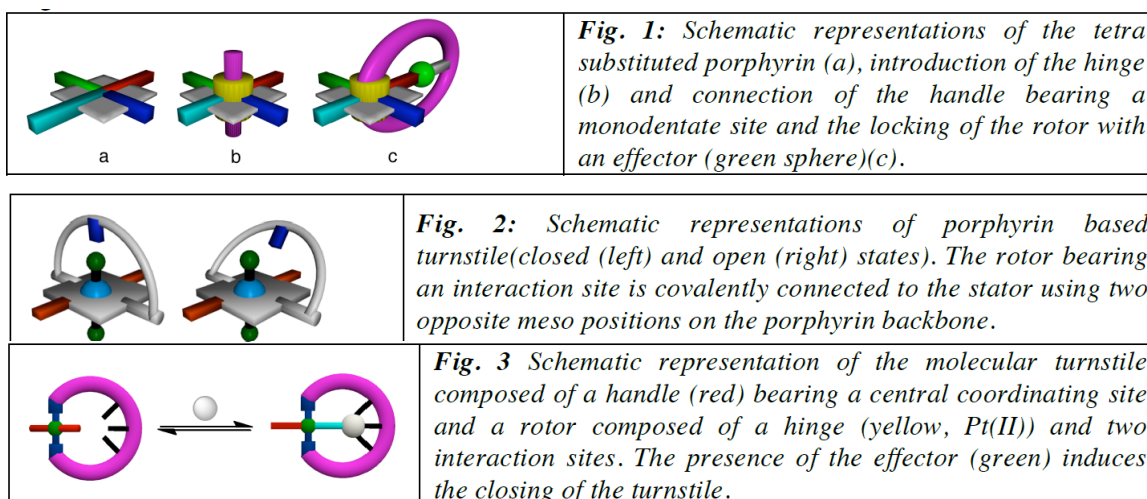 Fig. 1: Schematic representations of the tetra
substituted porphyrin (a), introduction of the hinge
(b) and connection of the handle bearing a
monodentate site and the locking of the rotor with
an effector (green sphere)(c).
a b c
Fig. 2: Schematic representations of porphyrin based
turnstile(closed (left) and open (right) states). The rotor bearing
an interaction site is covalently connected to the stator using two
opposite meso positions on the porphyrin backbone.
Fig. 3 Schematic representation of the molecular turnstile
composed of a handle (red) bearing a central coordinating site
and a rotor composed of a hinge (yellow, Pt(II)) and two
interaction sites. The presence of the effector (green) induces
the closing of the turnstile.